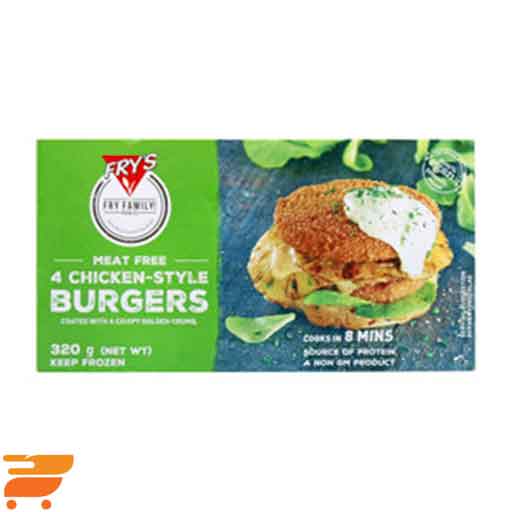 FRY'S
FRY FAMILY
MEAT FREE
4 CHICKEN-STYLE
BURGERS
COATED WITH A CRISPY GOLDEN CRUMB.
320 g (NET WT)
KEEP FROZEN
COOKS IN 8 MINS
SOURCE OF PROTEIN
A NON GM PRODUCT